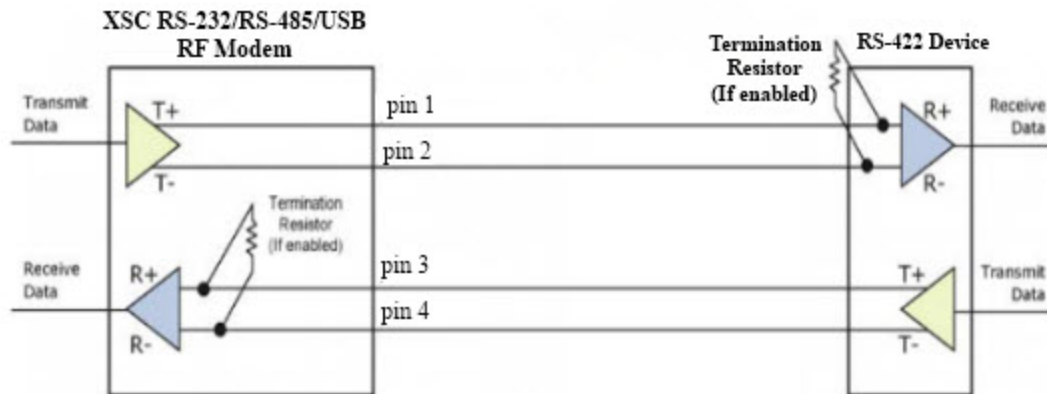 XSC RS-232/RS-485/USB
RF Modem
Termination
Resistor
(If enabled)
RS-422 Device
Transmit
Data
T+
T-
pin 1
pin 2
R+
R-
Receive
Data
Termination
Resistor
(If enabled)
Receive
Data
R+
R-
pin 3
pin 4
T+
T-
Transmit
Data